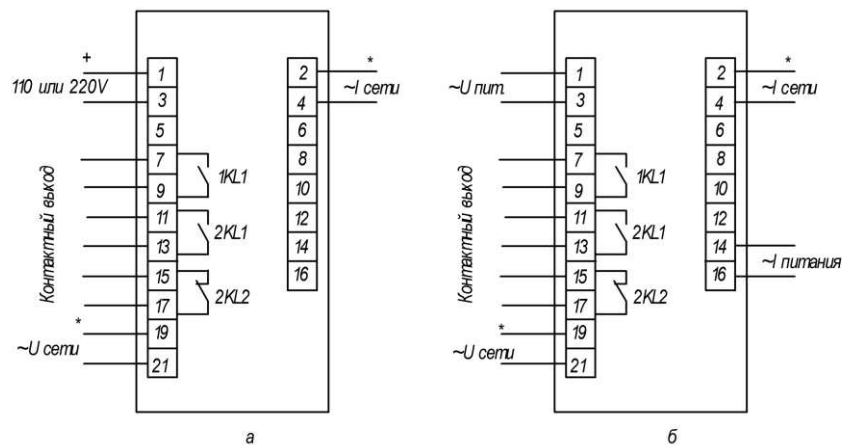 +
110 или 220V
Контактный выход
*
~U сети
1
3
5
7
9
11
13
15
17
19
21
1KL1
2KL1
2KL2
2
4
6
8
10
12
14
16
*
~I сети
а
~U пит.
Контактный выход
*
~U сети
1
3
5
7
9
11
13
15
17
19
21
1KL1
2KL1
2KL2
2
4
6
8
10
12
14
16
*
~I сети
~I питания
б